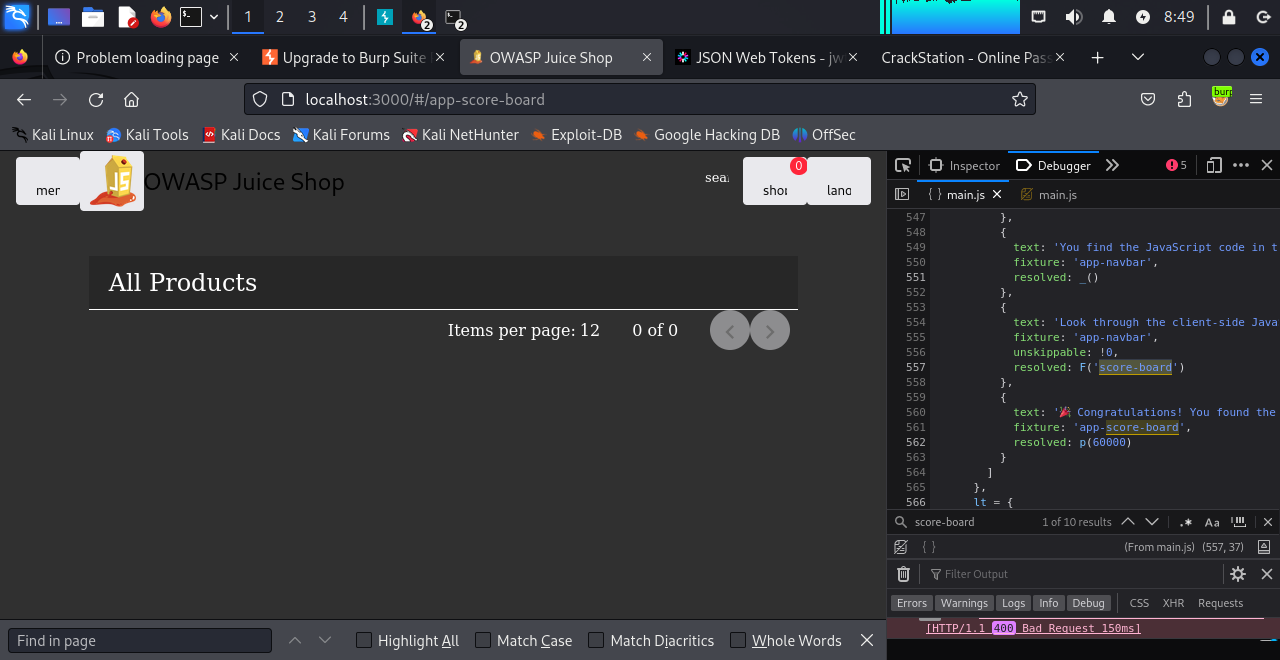 1 2 3 4 2 2 8:49
Problem loading page
Upgrade to Burp Suite
OWASP Juice Shop
JSON Web Tokens - jw
CrackStation - Online Pass
localhost:3000/#/app-score-board
burp
Kali Linux Kali Tools Kali Docs Kali Forums Kali NetHunter Exploit-DB Google Hacking DB OffSec
mer
OWASP Juice Shop
sea
0
shop
lang
All Products
Items per page: 12 0 of 0
Inspector Debugger 5
{ } main.js main.js
547 },
548 {
549 text: 'You find the JavaScript code in t
550 fixture: 'app-navbar',
551 resolved: _()
552 },
553 {
554 text: 'Look through the client-side Java
555 fixture: 'app-navbar',
556 unskippable: !0,
557 resolved: F('score-board')
558 },
559 {
560 text: '🎉 Congratulations! You found the
561 fixture: 'app-score-board',
562 resolved: p(60000)
563 }
564 ]
565 },
566 lt = {
score-board 1 of 10 results .* Aa
{ } (From main.js) (557, 37)
Filter Output
Errors Warnings Logs Info Debug CSS XHR Requests
[HTTP/1.1 400 Bad Request 150ms]
Find in page Highlight All Match Case Match Diacritics Whole Words